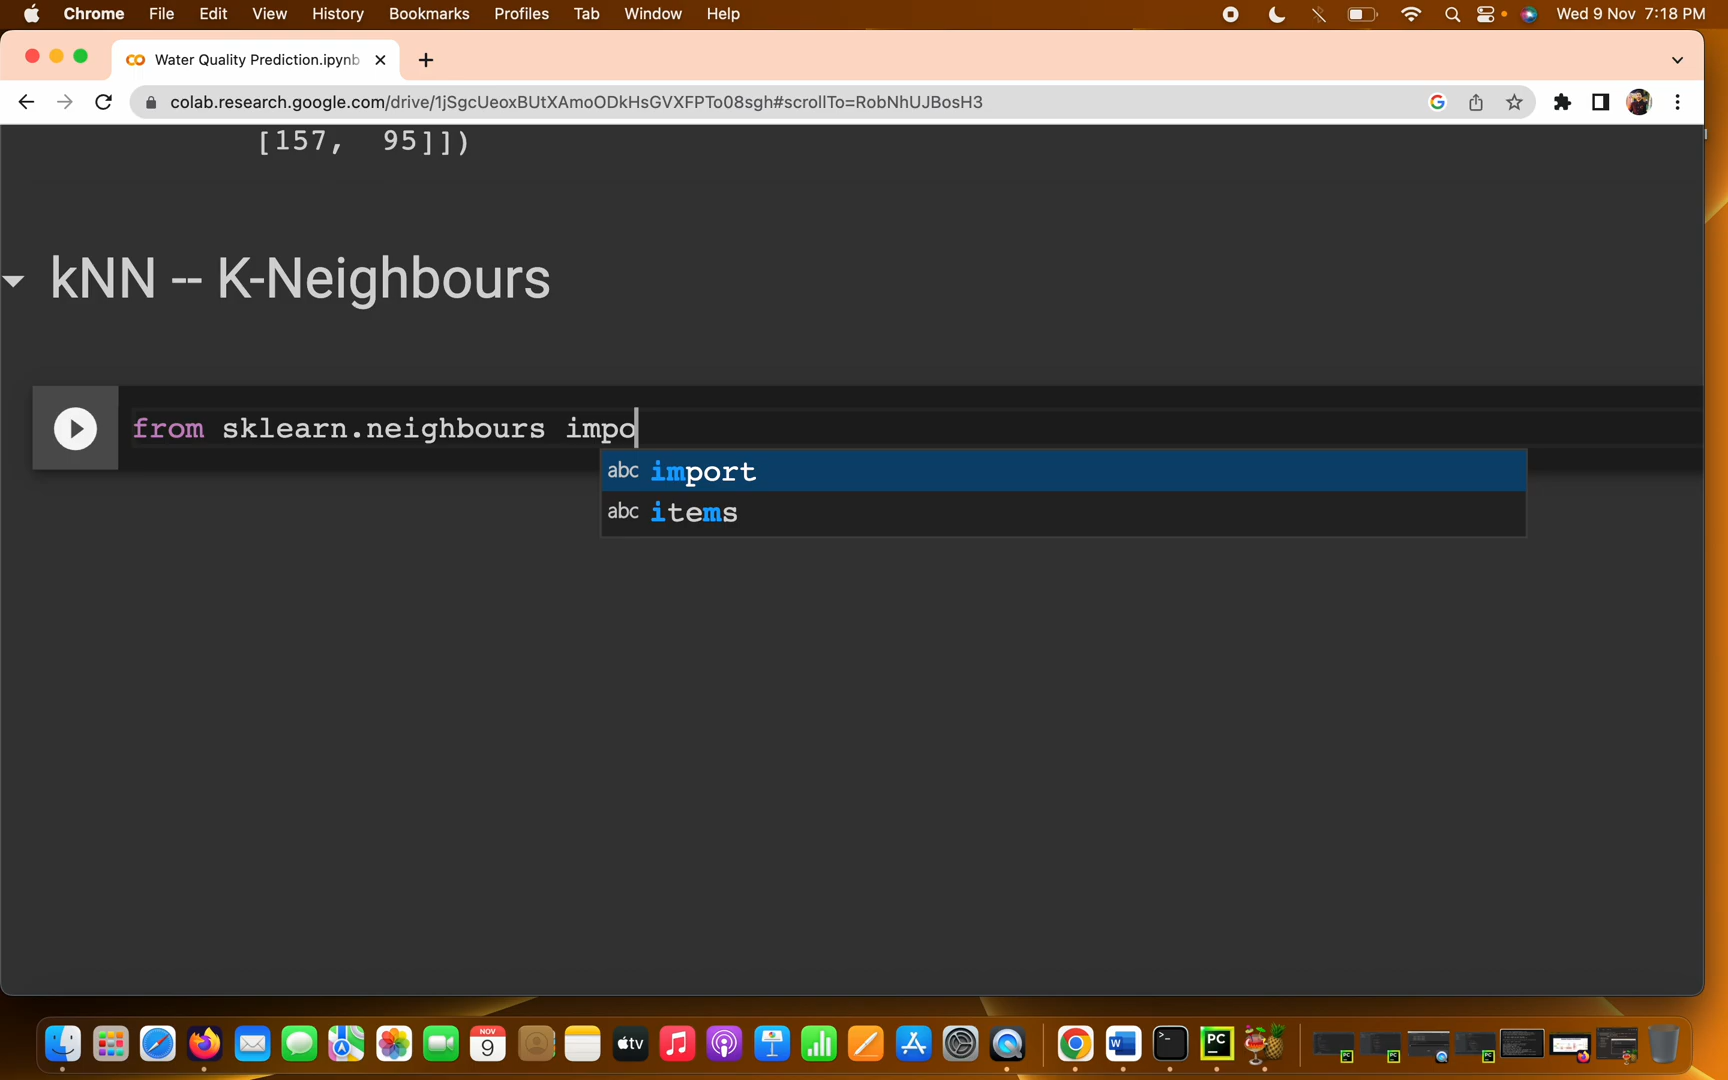 Chrome File Edit View History Bookmarks Profiles Tab Window Help Wed 9 Nov 7:18 PM
Water Quality Prediction.ipynb
colab.research.google.com/drive/1jSgcUeoxBUtXAmoODkHsGVXFPTo08sgh#scrollTo=RobNhUJBosH3
[157, 95]])
kNN -- K-Neighbours
from sklearn.neighbours impo
abc import
abc items
NOV
9
tv
W
PC